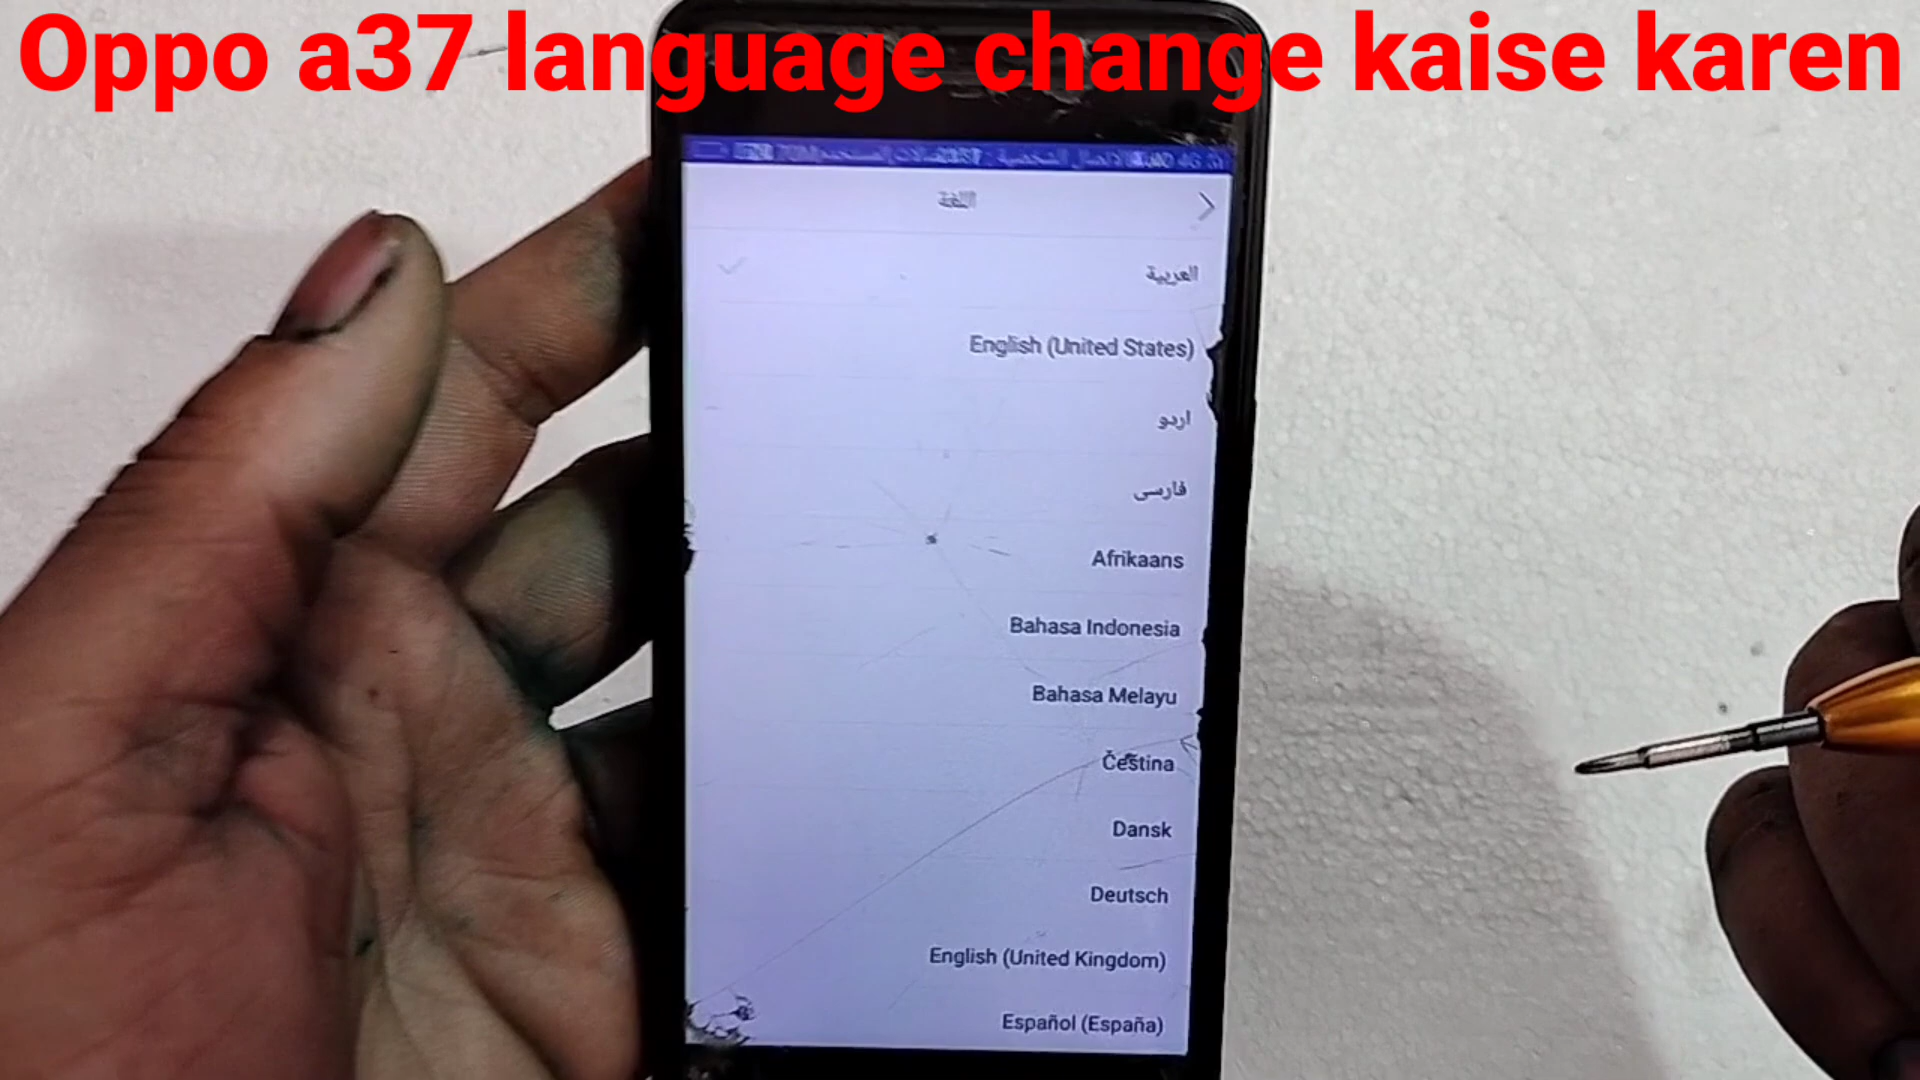 Oppo a37 language change kaise karen
اللغة
العربية
English (United States)
اردو
فارسی
Afrikaans
Bahasa Indonesia
Bahasa Melayu
Čeština
Dansk
Deutsch
English (United Kingdom)
Español (España)